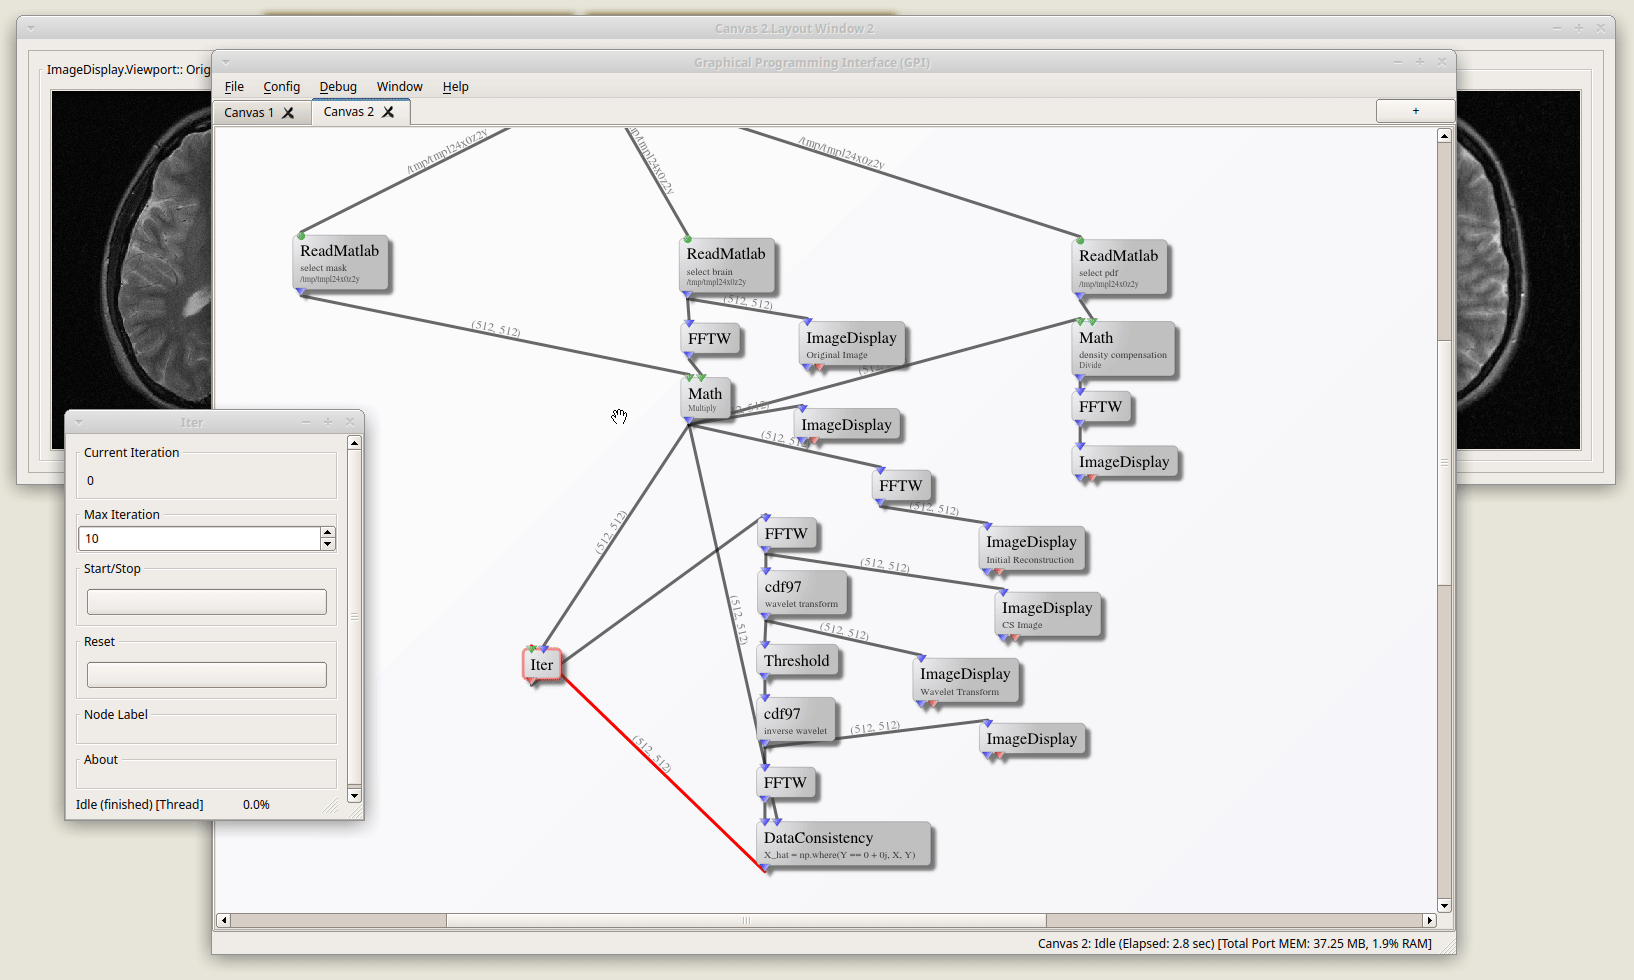 Canvas 2.Layout Window 2
ImageDisplay.Viewport:: Orig
Graphical Programming Interface (GPI)
File Config Debug Window Help
Canvas 1 Canvas 2 +
/tmp/tmpl24x0z2y
/tmp/tmpl24x0z2y
ReadMatlab
select mask
/tmp/tmpl24x0z2y
ReadMatlab
select brain
/tmp/tmpl24x0z2y
ReadMatlab
select pdf
/tmp/tmpl24x0z2y
(512, 512)
(512, 512)
FFTW
ImageDisplay
Original Image
Math
density compensation
Divide
Math
Multiply
FFTW
ImageDisplay
(512, 512)
ImageDisplay
FFTW
(512, 512)
(512, 512)
FFTW
ImageDisplay
Initial Reconstruction
(512, 512)
cdf97
wavelet transform
ImageDisplay
CS Image
(512, 512)
(512, 512)
Iter
Threshold
ImageDisplay
Wavelet Transform
cdf97
inverse wavelet
(512, 512)
ImageDisplay
(512, 512)
FFTW
DataConsistency
X_hat = np.where(Y == 0 + 0j, X, Y)
Iter
Current Iteration
0
Max Iteration
10
Start/Stop
Reset
Node Label
About
Idle (finished) [Thread] 0.0%
Canvas 2: Idle (Elapsed: 2.8 sec) [Total Port MEM: 37.25 MB, 1.9% RAM]